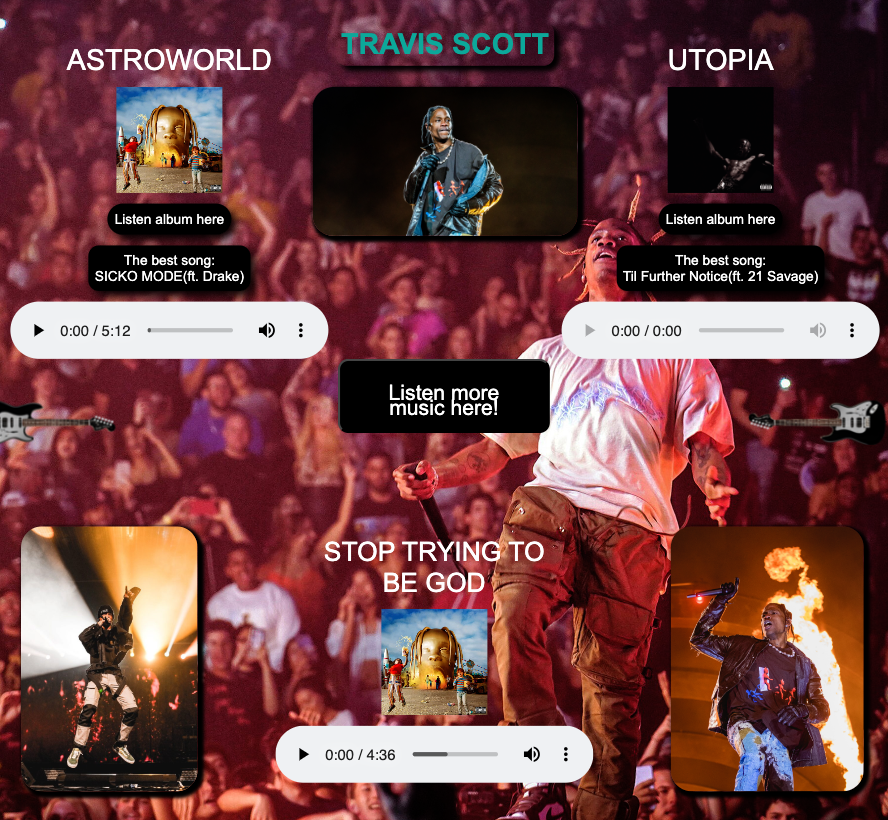 TRAVIS SCOTT
ASTROWORLD
UTOPIA
Listen album here
Listen album here
The best song:
SICKO MODE(ft. Drake)
The best song:
Til Further Notice(ft. 21 Savage)
0:00 / 5:12
0:00 / 0:00
Listen more
music here!
STOP TRYING TO
BE GOD
0:00 / 4:36